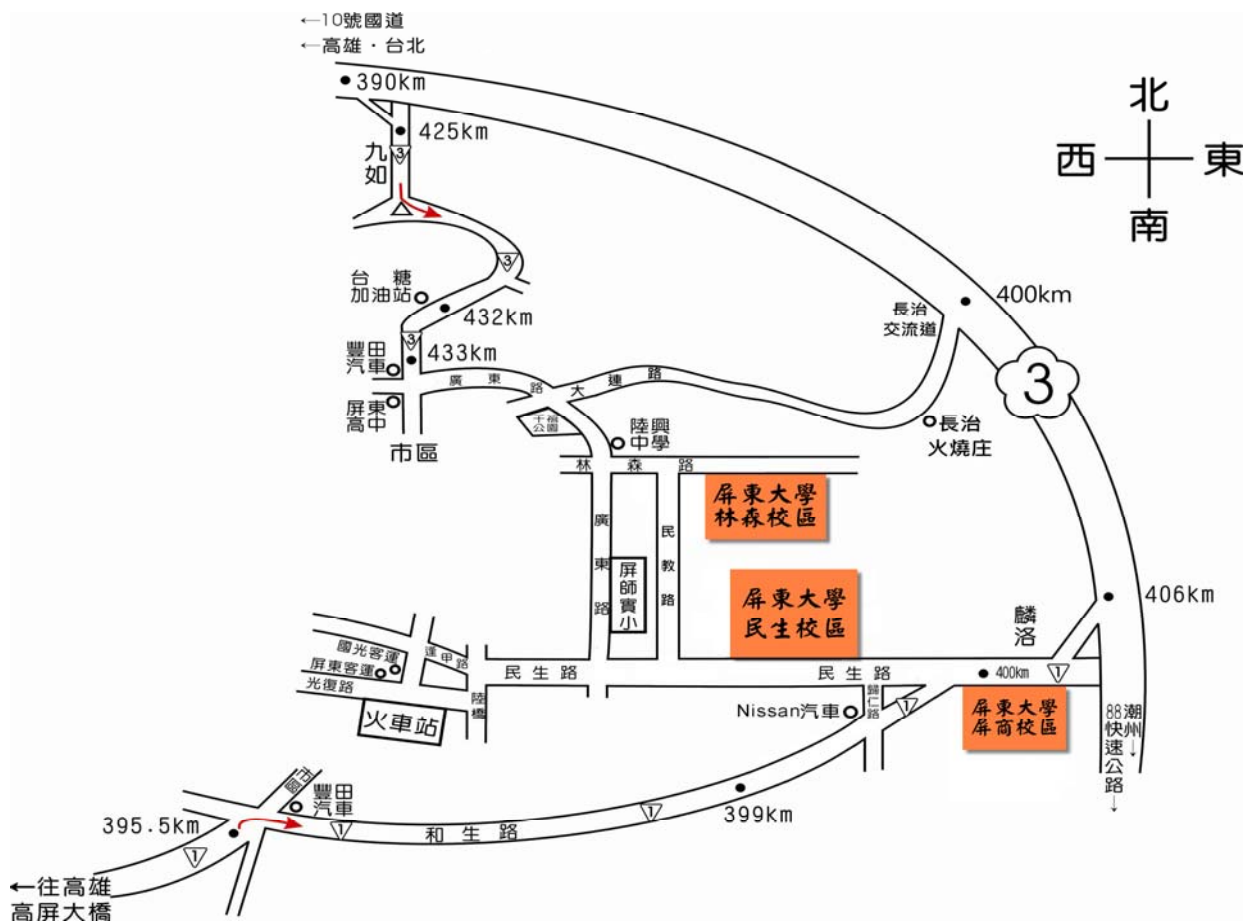 ←10號國道
←高雄．台北
390km
425km
3
九如
北
西 東
南
3
台糖
加油站
432km
3
433km
豐田
汽車
屏東
高中
市區
廣東路
大連路
千禧
公園
陸興
中學
長治
交流道
400km
3
長治
火燒庄
林森路
屏東大學
林森校區
廣東路
屏師實小
民教路
屏東大學
民生校區
406km
麟洛
國光客運
屏東客運
逢甲路
光復路
火車站
陸橋
民生路
民生路
400km
1
歸仁路
Nissan汽車
1
屏東大學
屏商校區
潮州↓
88快速公路↓
市區
豐田
汽車
395.5km
1
1
和生路
1
399km
←往高雄
高屏大橋